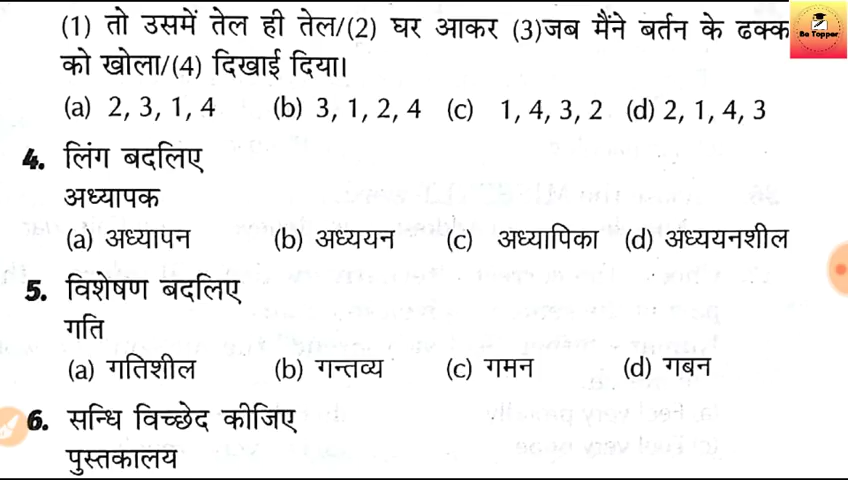 (1) तो उसमें तेल ही तेल/(2) घर आकर (3)जब मैंने बर्तन के ढक्क
को खोला/(4) दिखाई दिया।
(a) 2, 3, 1, 4 (b) 3, 1, 2, 4 (c) 1, 4, 3, 2 (d) 2, 1, 4, 3
4. लिंग बदलिए
अध्यापक
(a) अध्यापन (b) अध्ययन (c) अध्यापिका (d) अध्ययनशील
5. विशेषण बदलिए
गति
(a) गतिशील (b) गन्तव्य (c) गमन (d) गबन
6. सन्धि विच्छेद कीजिए
पुस्तकालय
Be Topper